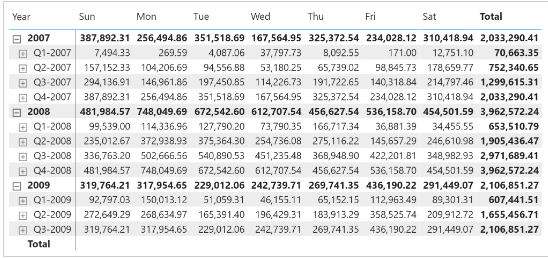 Year Sun Mon Tue Wed Thu Fri Sat Total
2007 387,892.31 256,494.86 351,518.69 167,564.95 325,372.54 234,028.12 310,418.94 2,033,290.41
Q1-2007 7,494.33 269.59 4,087.06 37,797.73 8,092.55 171.00 12,751.10 70,663.35
Q2-2007 157,152.33 104,206.69 94,556.88 53,180.25 65,739.02 98,845.73 178,659.77 752,340.65
Q3-2007 294,136.91 146,961.86 197,450.85 114,226.73 191,722.65 140,318.84 214,797.46 1,299,615.31
Q4-2007 387,892.31 256,494.86 351,518.69 167,564.95 325,372.54 234,028.12 310,418.94 2,033,290.41
2008 481,984.57 748,049.69 672,542.60 612,707.54 456,627.54 536,158.70 454,501.59 3,962,572.24
Q1-2008 99,539.00 114,336.96 127,790.20 73,790.35 166,717.34 36,881.39 34,455.55 653,510.79
Q2-2008 235,012.67 372,938.93 375,364.30 254,736.08 275,116.22 145,657.29 246,610.98 1,905,436.47
Q3-2008 336,763.20 502,666.56 540,890.53 451,235.48 368,948.90 422,201.81 348,982.93 2,971,689.41
Q4-2008 481,984.57 748,049.69 672,542.60 612,707.54 456,627.54 536,158.70 454,501.59 3,962,572.24
2009 319,764.21 317,954.65 229,012.06 242,739.71 269,741.35 436,190.22 291,449.07 2,106,851.27
Q1-2009 92,797.03 150,013.12 51,059.31 46,155.11 65,152.15 112,963.49 89,301.31 607,441.51
Q2-2009 272,649.29 268,634.97 165,391.40 196,429.31 183,913.29 358,525.74 209,912.72 1,655,456.71
Q3-2009 319,764.21 317,954.65 229,012.06 242,739.71 269,741.35 436,190.22 291,449.07 2,106,851.27
Total